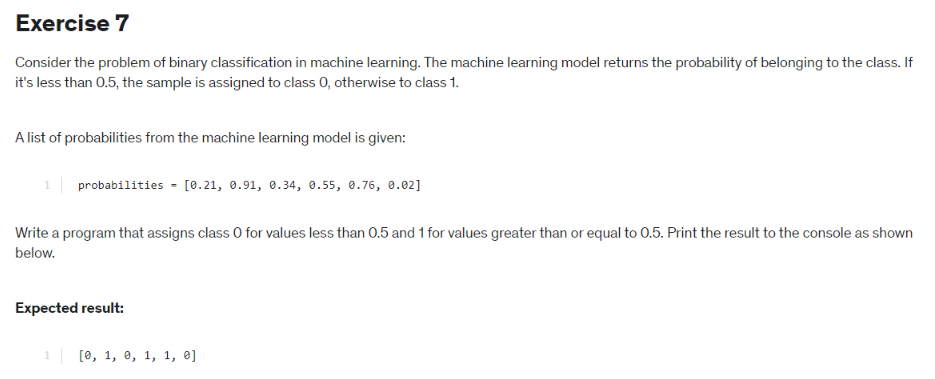 Exercise 7
Consider the problem of binary classification in machine learning. The machine learning model returns the probability of belonging to the class. If
it's less than 0.5, the sample is assigned to class 0, otherwise to class 1.
A list of probabilities from the machine learning model is given:
1 probabilities = [0.21, 0.91, 0.34, 0.55, 0.76, 0.02]
Write a program that assigns class 0 for values less than 0.5 and 1 for values greater than or equal to 0.5. Print the result to the console as shown
below.
Expected result:
1 [0, 1, 0, 1, 1, 0]